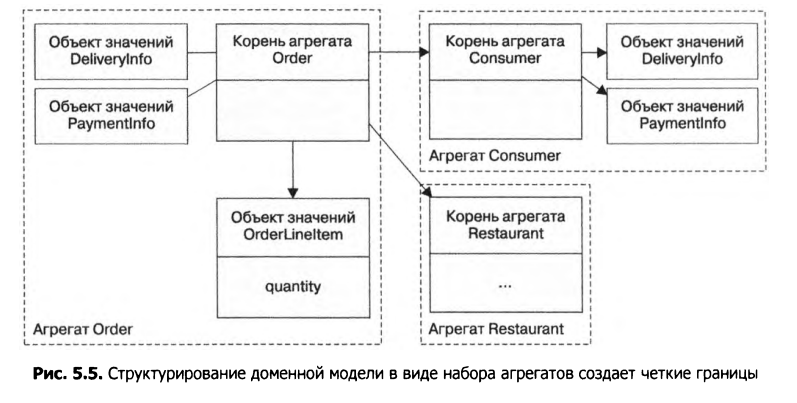 Объект значений
DeliveryInfo
Корень агрегата
Order
Корень агрегата
Consumer
Объект значений
DeliveryInfo
Объект значений
PaymentInfo
Объект значений
PaymentInfo
Агрегат Consumer
Объект значений
OrderLineItem
quantity
Корень агрегата
Restaurant
...
Агрегат Order
Агрегат Restaurant
Рис. 5.5. Структурирование доменной модели в виде набора агрегатов создает четкие границы